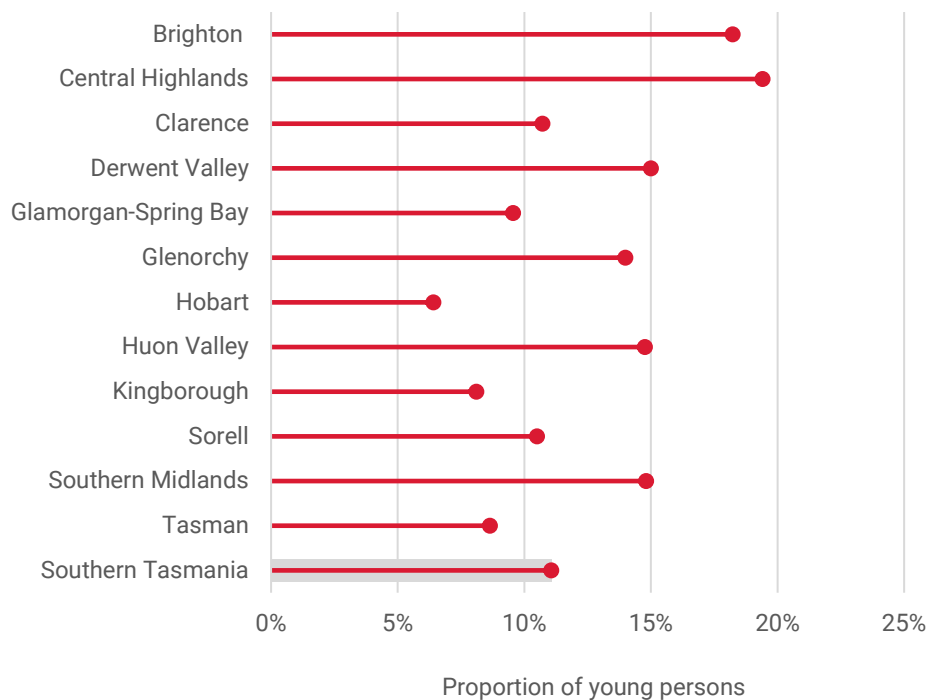 Brighton
Central Highlands
Clarence
Derwent Valley
Glamorgan-Spring Bay
Glenorchy
Hobart
Huon Valley
Kingborough
Sorell
Southern Midlands
Tasman
Southern Tasmania
0% 5% 10% 15% 20% 25%
Proportion of young persons